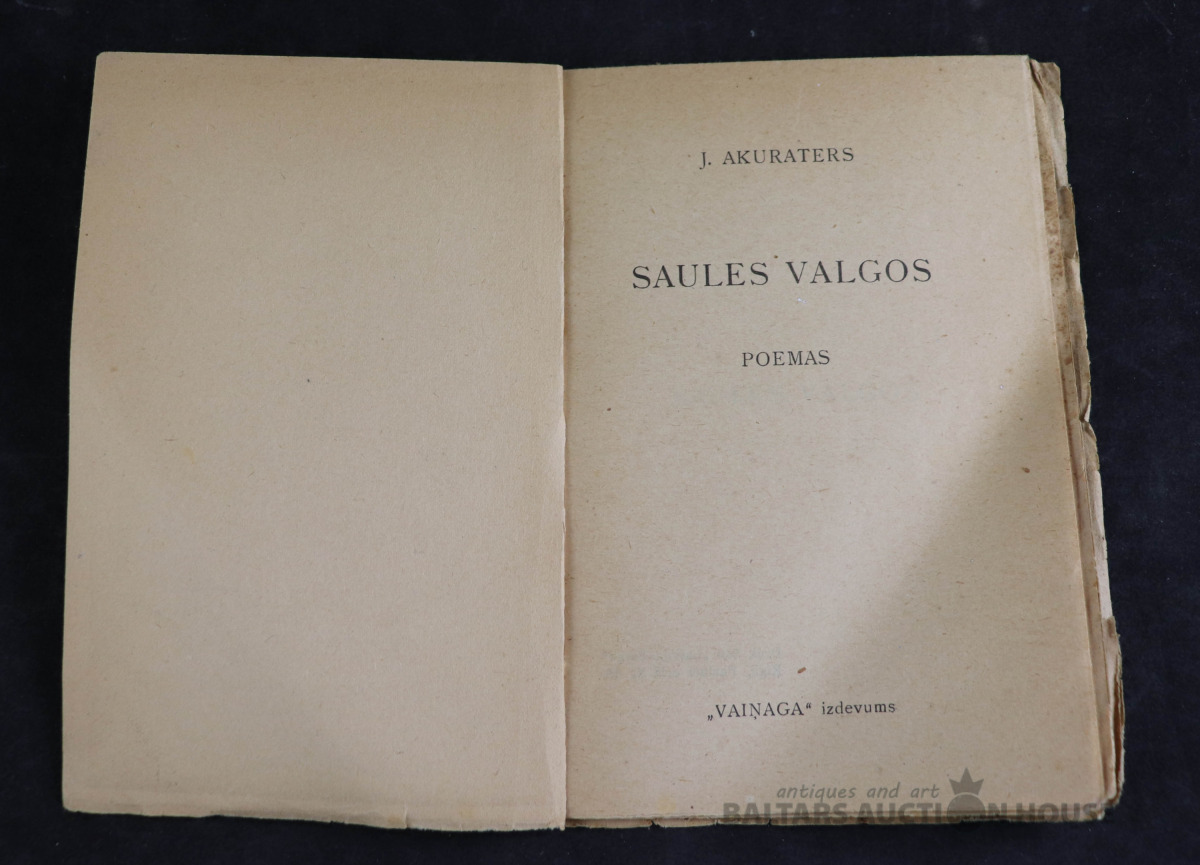 J. AKURATERS
SAULES VALGOS
POEMAS
„VAIŅAGA“ izdevums
antiques and art
BALTARS AUCTION HOUSE